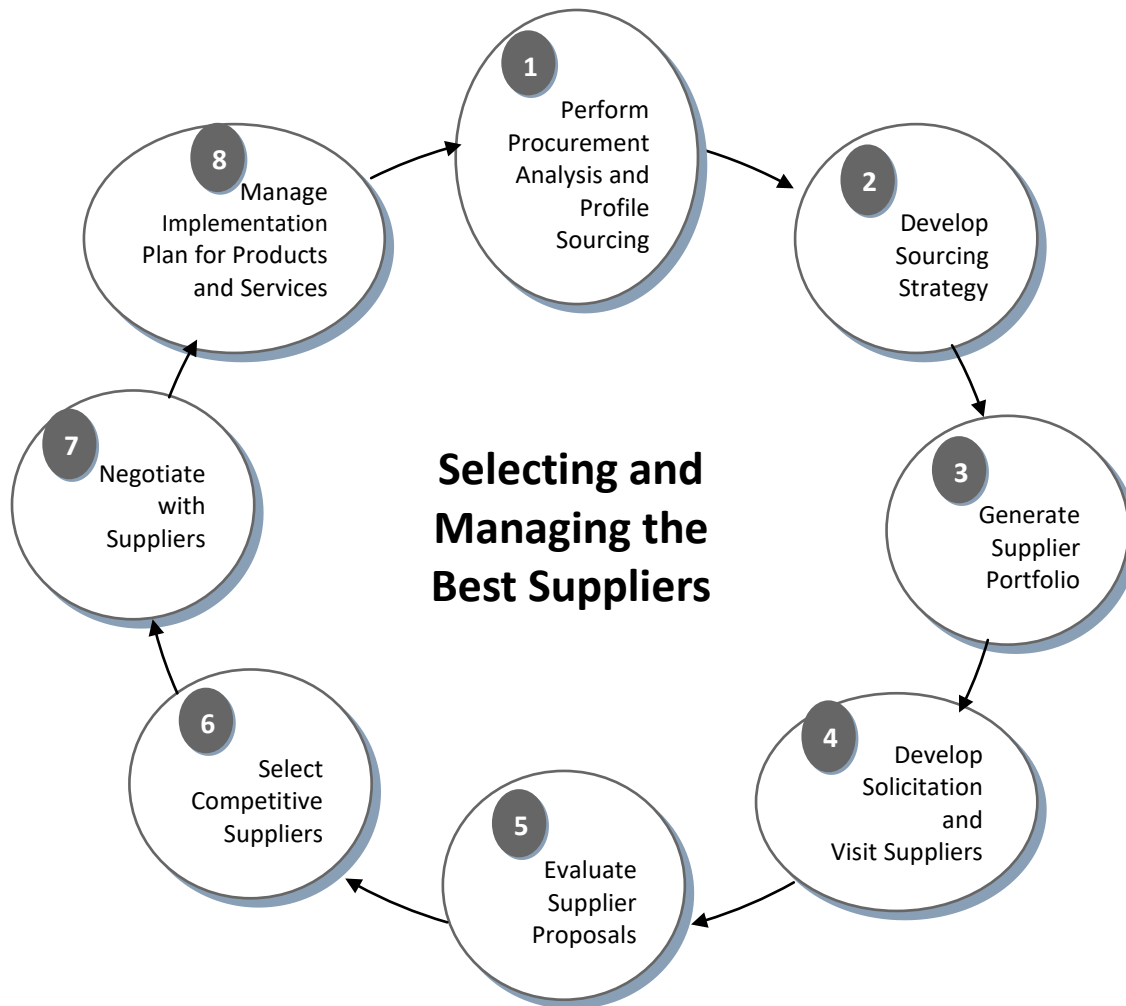 1
Perform
Procurement
Analysis and
Profile
Sourcing
2
Develop
Sourcing
Strategy
3
Generate
Supplier
Portfolio
4
Develop
Solicitation
and
Visit Suppliers
5
Evaluate
Supplier
Proposals
6
Select
Competitive
Suppliers
7
Negotiate
with
Suppliers
8
Manage
Implementation
Plan for Products
and Services
Selecting and
Managing the
Best Suppliers